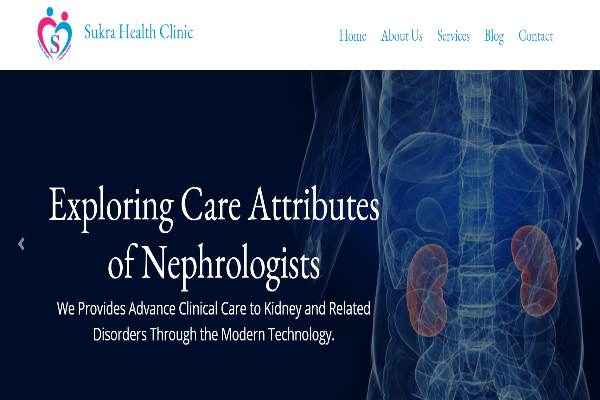 Sukra Health Clinic
Home About Us Services Blog Contact
S
Exploring Care Attributes
of Nephrologists
We Provides Advance Clinical Care to Kidney and Related
Disorders Through the Modern Technology.